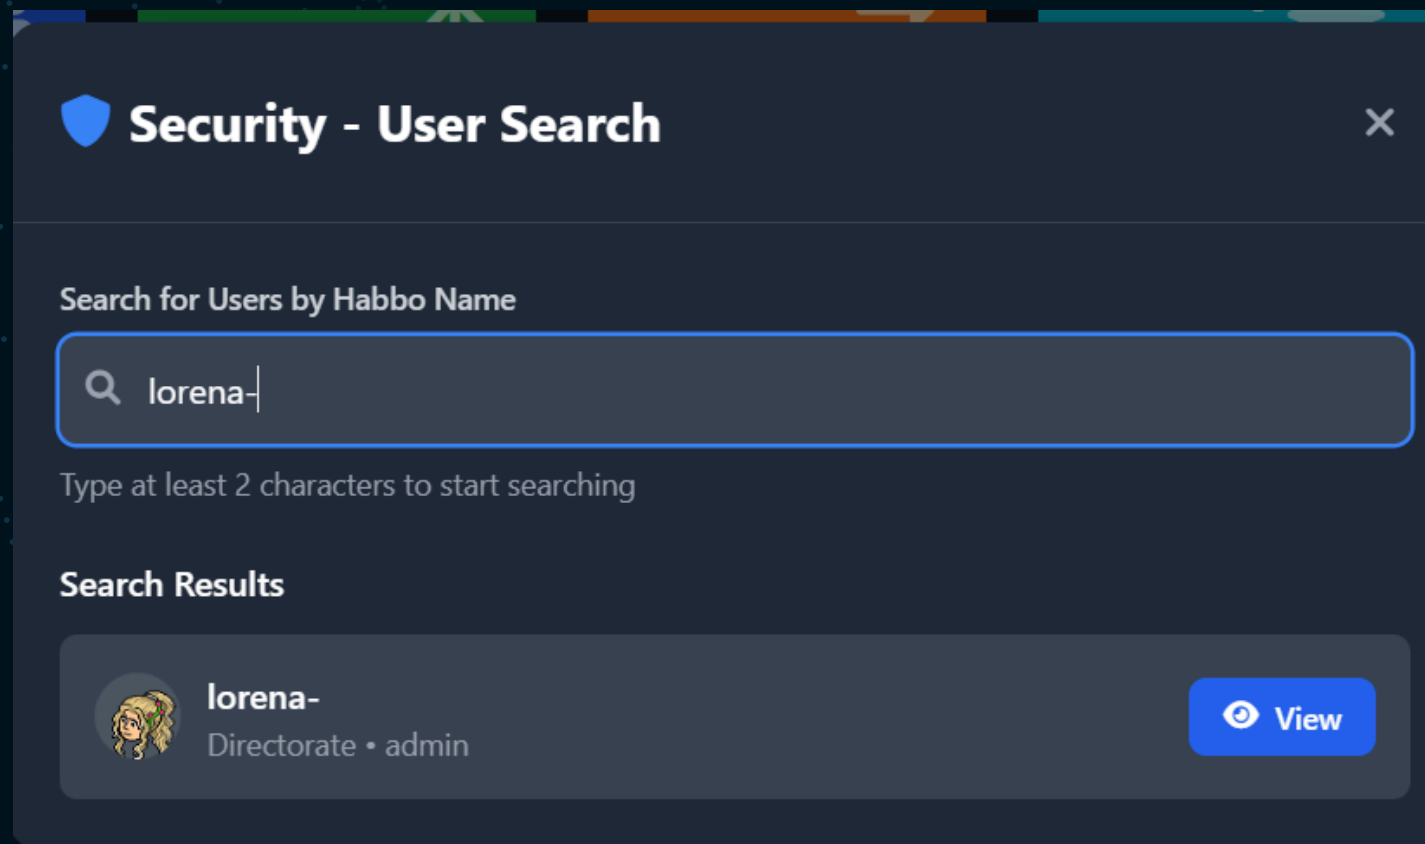 Security - User Search
Search for Users by Habbo Name
lorena-
Type at least 2 characters to start searching
Search Results
lorena-
Directorate • admin
View